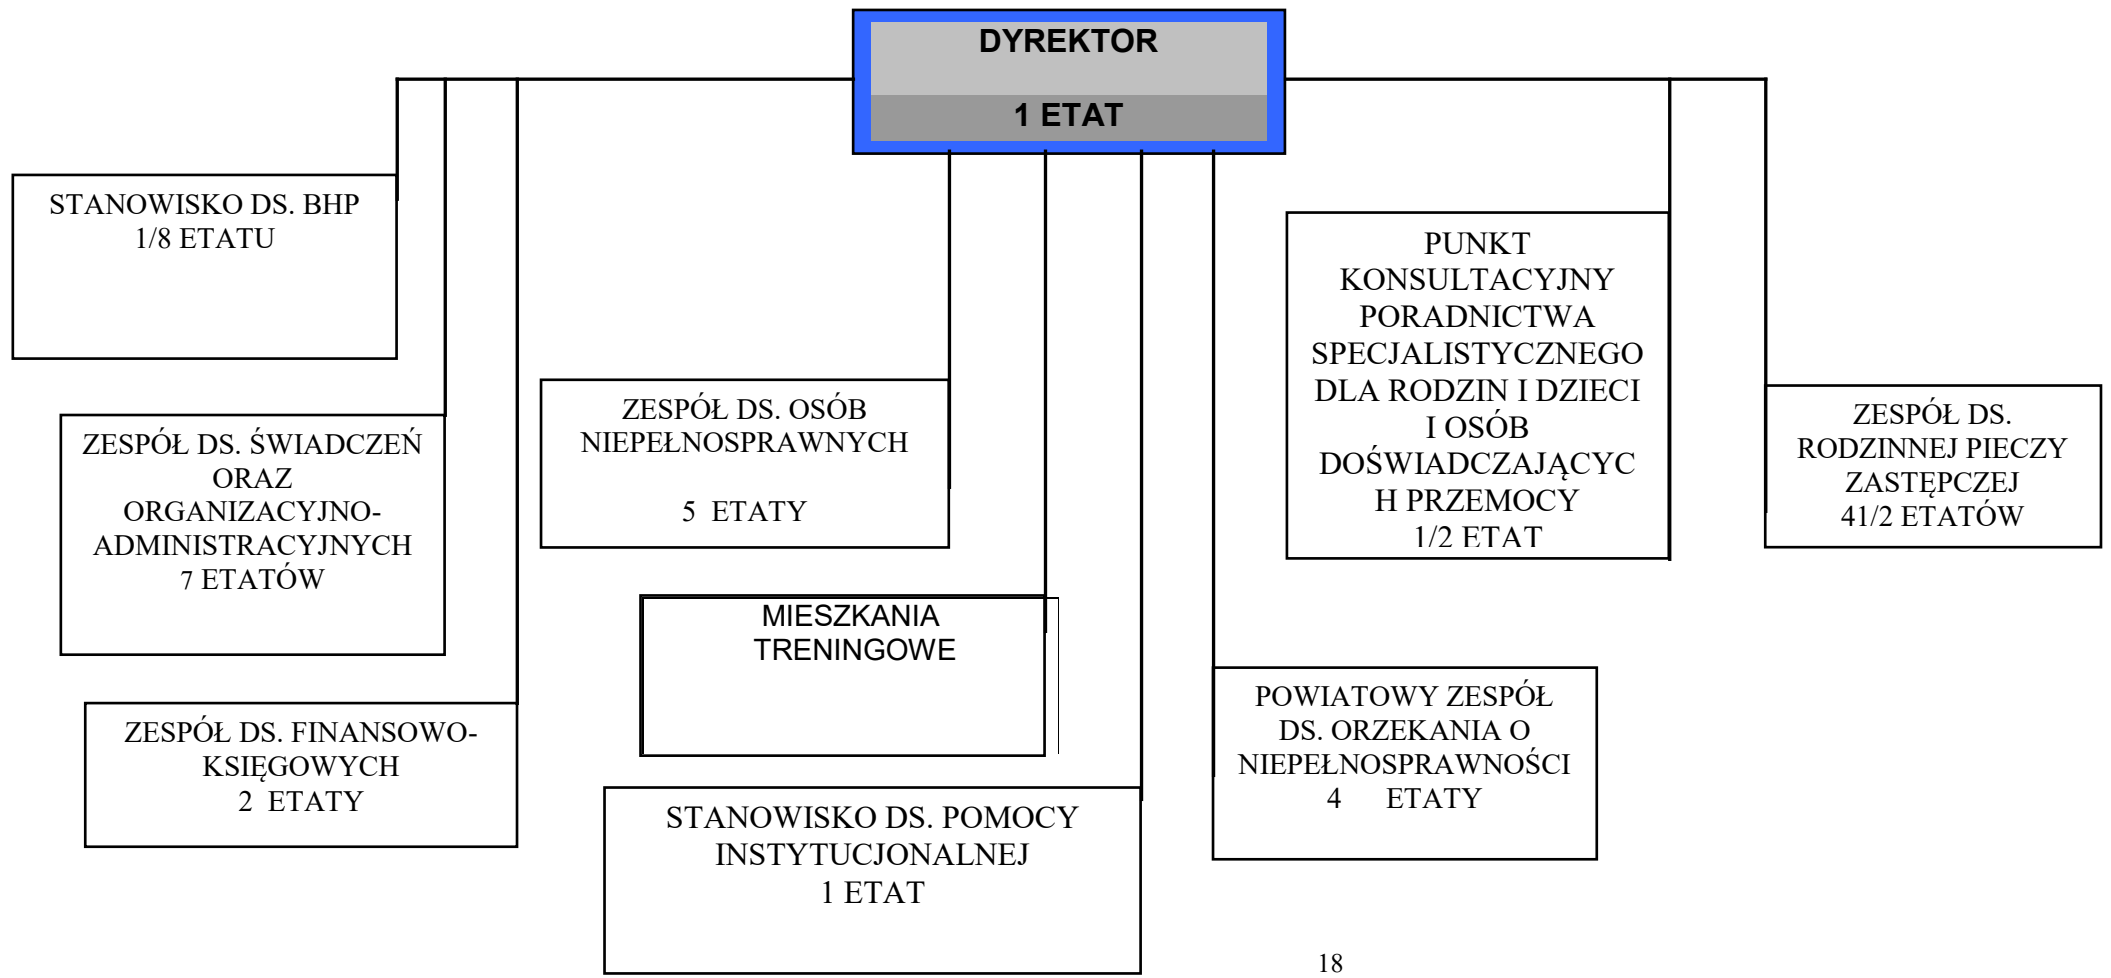 DYREKTOR
1 ETAT
STANOWISKO DS. BHP
1/8 ETATU
ZESPÓŁ DS. ŚWIADCZEŃ
ORAZ
ORGANIZACYJNO-
ADMINISTRACYJNYCH
7 ETATÓW
ZESPÓŁ DS. FINANSOWO-
KSIĘGOWYCH
2 ETATY
ZESPÓŁ DS. OSÓB
NIEPEŁNOSPRAWNYCH
5 ETATY
MIESZKANIA
TRENINGOWE
STANOWISKO DS. POMOCY
INSTYTUCJONALNEJ
1 ETAT
POWIATOWY ZESPÓŁ
DS. ORZEKANIA O
NIEPEŁNOSPRAWNOŚCI
4 ETATY
PUNKT
KONSULTACYJNY
PORADNICTWA
SPECJALISTYCZNEGO
DLA RODZIN I DZIECI
I OSÓB
DOŚWIADCZAJĄCYC
H PRZEMOCY
1/2 ETAT
ZESPÓŁ DS.
RODZINNEJ PIECZY
ZASTĘPCZEJ
41/2 ETATÓW
18